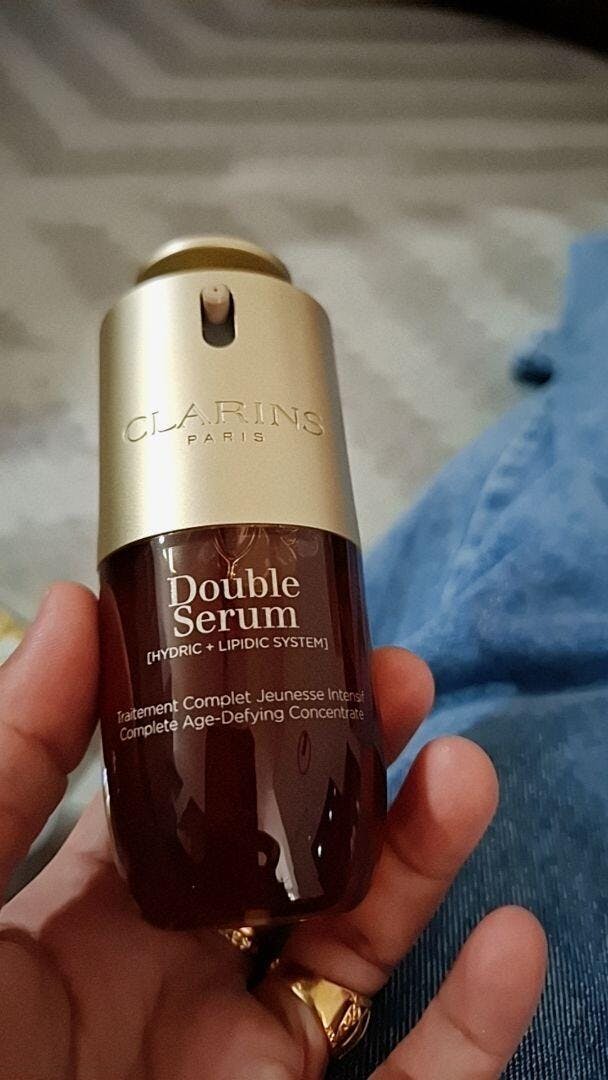 CLARINS
PARIS
Double
Serum
[HYDRIC + LIPIDIC SYSTEM]
Traitement Complet Jeunesse Intensif
Complete Age-Defying Concentrate